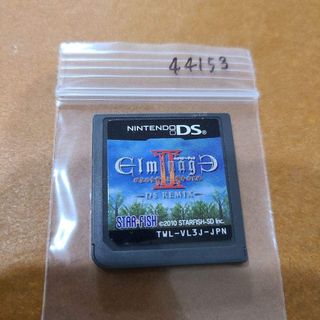 44153
NINTENDO DS
Elminage
II
DS REMIX
STAR-FISH
©2010 STARFISH-SD Inc.
TWL-VL3J-JPN